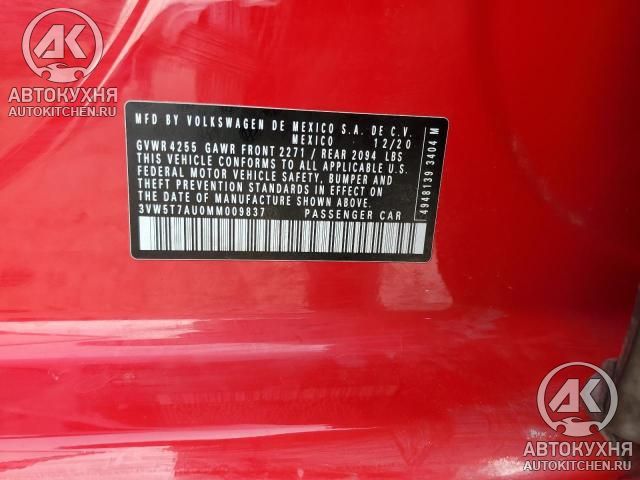 АК
АВТОКУХНЯ
AUTOKITCHEN.RU
MFD BY VOLKSWAGEN DE MEXICO S.A. DE C.V.
MEXICO 12/20
GVWR 4255 GAWR FRONT 2271 / REAR 2094 LBS
THIS VEHICLE CONFORMS TO ALL APPLICABLE
FEDERAL MOTOR VEHICLE SAFETY, BUMPER AND
THEFT PREVENTION STANDARDS IN EFFECT ON THE
DATE OF MANUFACTURE SHOWN ABOVE.
3VW5T7AU0MM009837 PASSENGER CAR
4948139 3404 M
АК
АВТОКУХНЯ
AUTOKITCHEN.RU